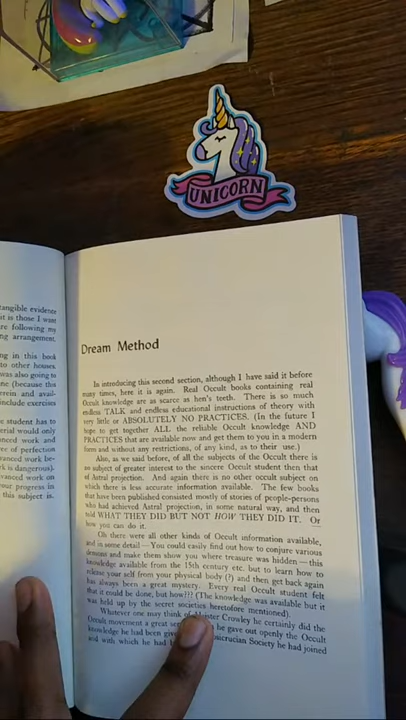 UNICORN
tangible evidence
it is those I want
re following my
ng arrangement.
ng in this book
to other houses.
was also going to
ne (because this
rein and avail-
include exercises
e student has to
terial would only
nced work and
ee of perfection
anced work be-
k is dangerous).
vanced work on
your progress in
this subject is.
Dream Method
In introducing this second section, although I have said it before
many times, here it is again. Real Occult books containing real
Occult knowledge are as scarce as hen's teeth. There is so much
endless TALK and endless educational instructions of theory with
very little or ABSOLUTELY NO PRACTICES. (In the future I
hope to get together ALL the reliable Occult knowledge AND
PRACTICES that are available now and get them to you in a modern
form and without any restrictions, of any kind, as to their use.)
Also, as we said before, of all the subjects of the Occult there is
no subject of greater interest to the sincere Occult student then that
of Astral projection. And again there is no other occult subject on
which there is less accurate information available. The few books
that have been published consisted mostly of stories of people-persons
who had achieved Astral projection, in some natural way, and then
told WHAT THEY DID BUT NOT HOW THEY DID IT. Or
how you can do it.
Oh there were all other kinds of Occult information available,
and in some detail — You could easily find out how to conjure various
demons and make them show you where treasure was hidden — this
knowledge available from the 15th century etc. but to learn how to
release your self from your physical body (?) and then get back again
has always been a great mystery. Every real Occult student felt
that it could be done, but how??? (The knowledge was available but it
was held up by the secret societies heretofore mentioned).
Whatever one may think of Crowley he certainly did the
Occult movement a great he gave out openly the Occult
knowledge he had been Society he had joined
and with which he had